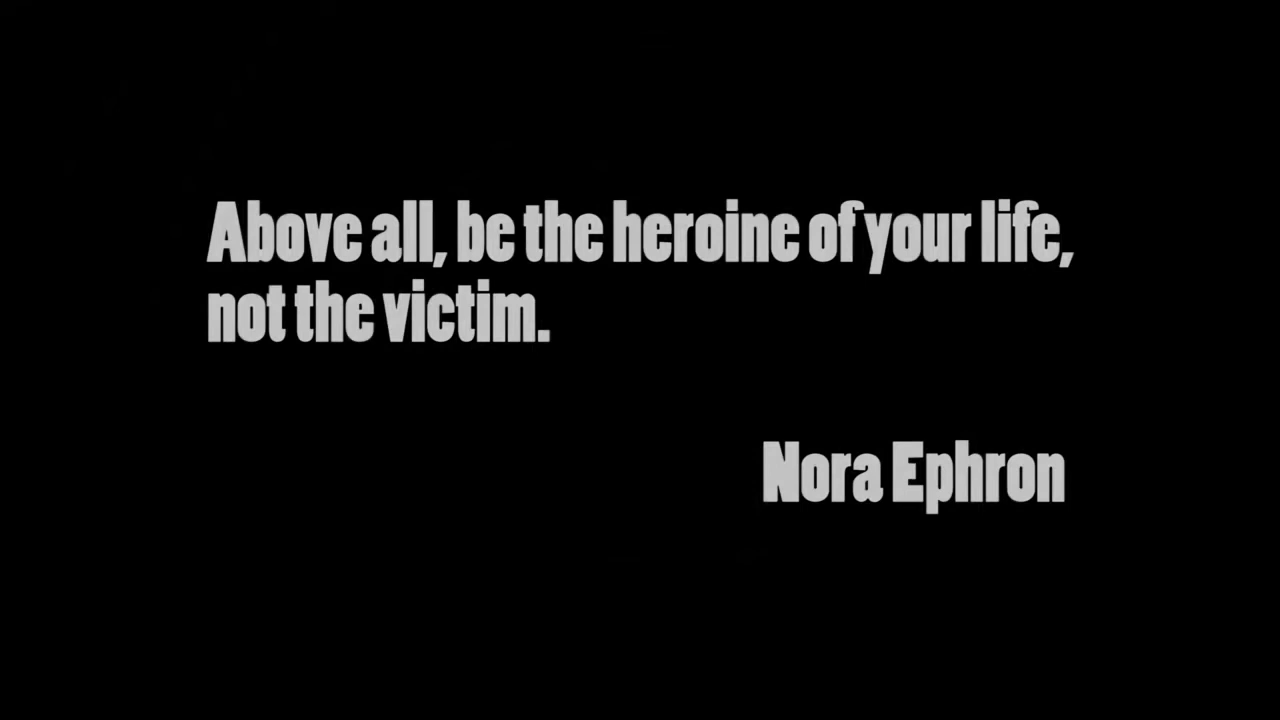 Above all, be the heroine of your life,
not the victim.
Nora Ephron